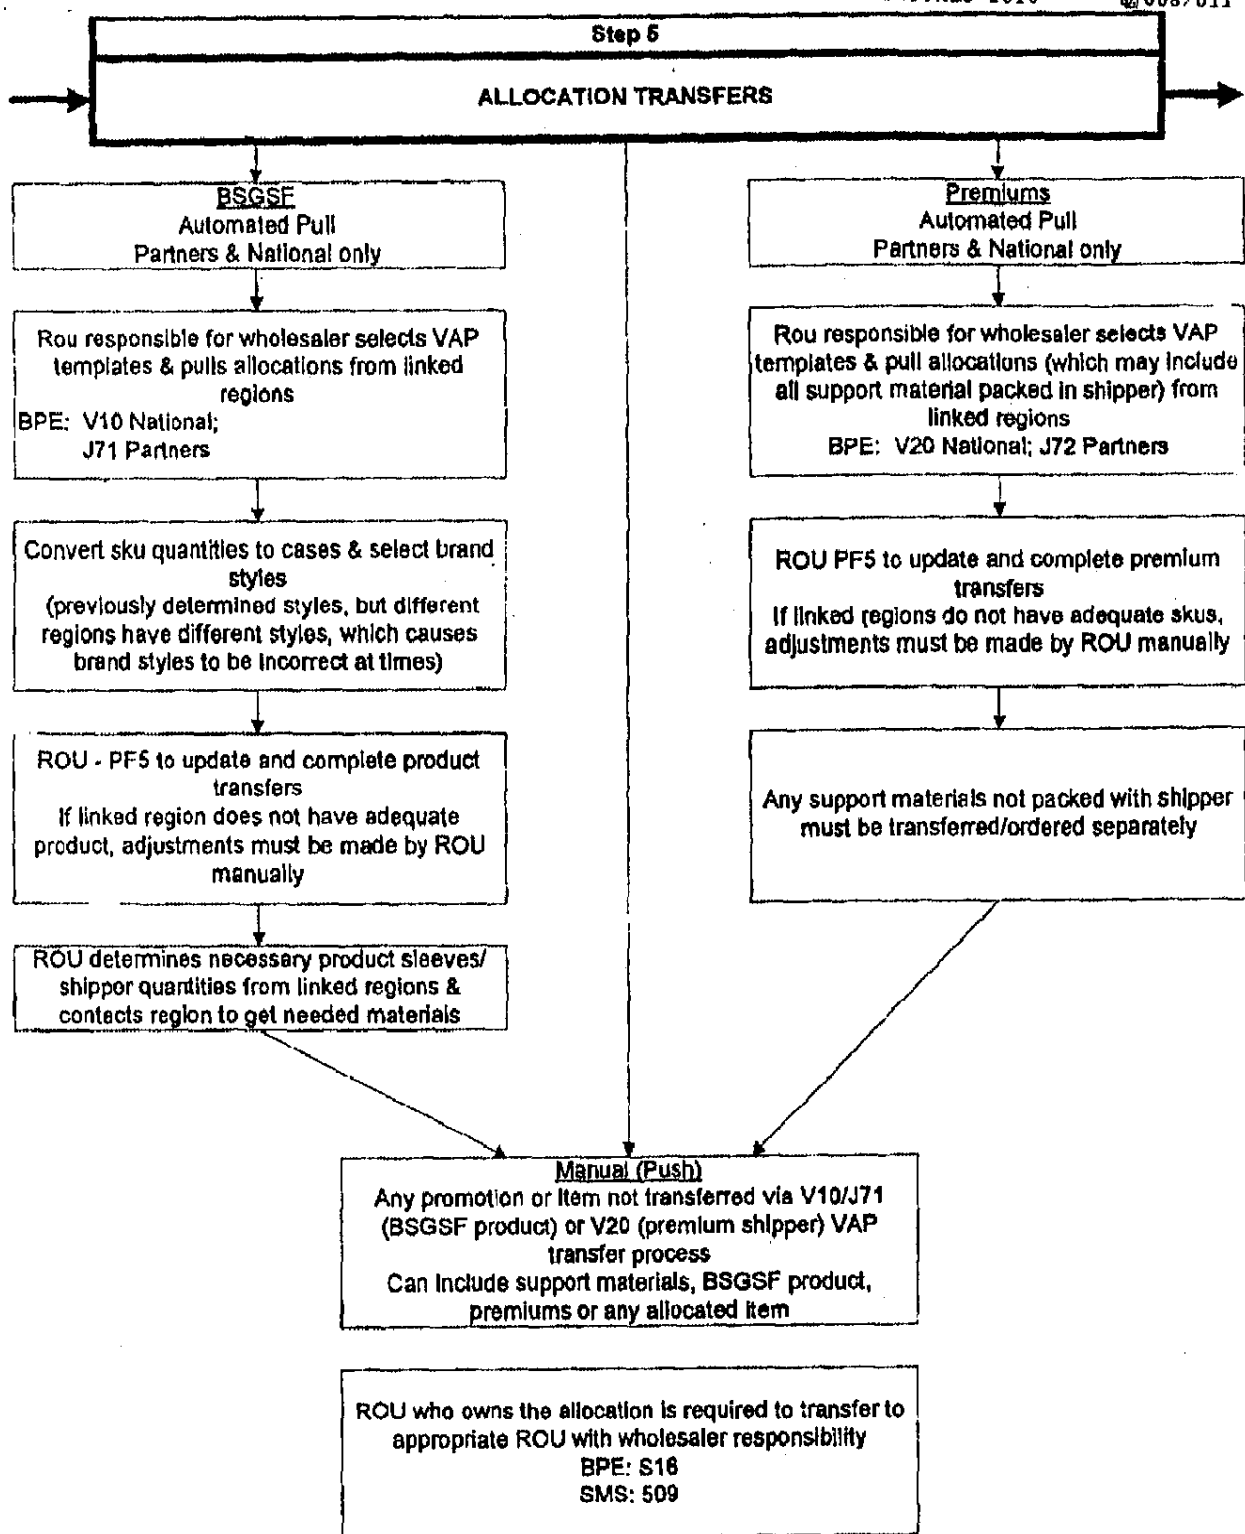 Step 5
ALLOCATION TRANSFERS
BSGSF
Automated Pull
Partners & National only
Rou responsible for wholesaler selects VAP
templates & pulls allocations from linked
regions
BPE: V10 National;
J71 Partners
Convert sku quantities to cases & select brand
styles
(previously determined styles, but different
regions have different styles, which causes
brand styles to be incorrect at times)
ROU - PF5 to update and complete product
transfers
If linked region does not have adequate
product, adjustments must be made by ROU
manually
ROU determines necessary product sleeves/
shipper quantities from linked regions &
contacts region to get needed materials
Premiums
Automated Pull
Partners & National only
Rou responsible for wholesaler selects VAP
templates & pull allocations (which may include
all support material packed in shipper) from
linked regions
BPE: V20 National; J72 Partners
ROU PF5 to update and complete premium
transfers
If linked regions do not have adequate skus,
adjustments must be made by ROU manually
Any support materials not packed with shipper
must be transferred/ordered separately
Manual (Push)
Any promotion or item not transferred via V10/J71
(BSGSF product) or V20 (premium shipper) VAP
transfer process
Can include support materials, BSGSF product,
premiums or any allocated item
ROU who owns the allocation is required to transfer to
appropriate ROU with wholesaler responsibility
BPE: S16
SMS: 509